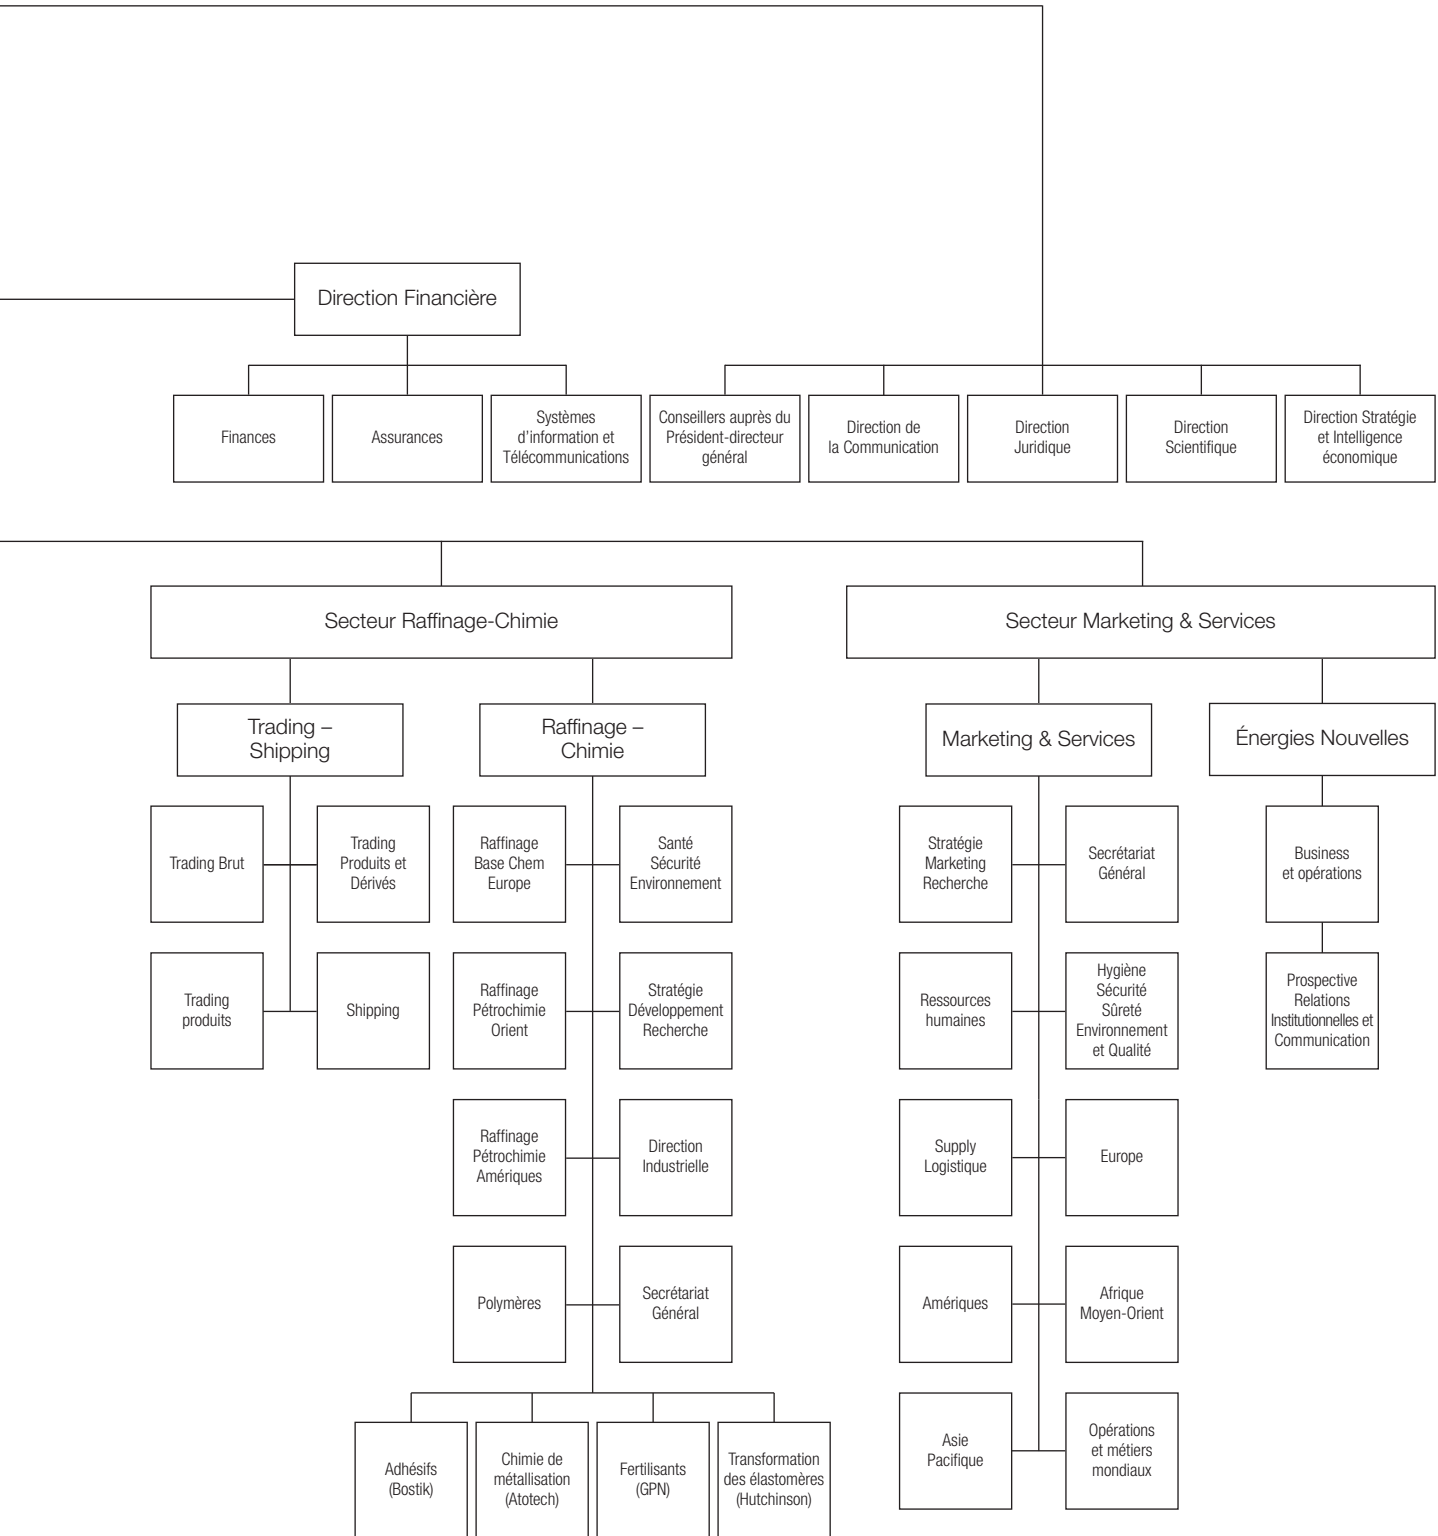 Direction Financière
Finances
Assurances
Systèmes
d'information et
Télécommunications
Conseillers auprès du
Président-directeur
général
Direction de
la Communication
Direction
Juridique
Direction
Scientifique
Direction Stratégie
et Intelligence
économique
Secteur Raffinage-Chimie
Secteur Marketing & Services
Trading –
Shipping
Raffinage –
Chimie
Marketing & Services
Énergies Nouvelles
Trading Brut
Trading
Produits et
Dérivés
Raffinage
Base Chem
Europe
Santé
Sécurité
Environnement
Stratégie
Marketing
Recherche
Secrétariat
Général
Business
et opérations
Trading
produits
Shipping
Raffinage
Pétrochimie
Orient
Stratégie
Développement
Recherche
Ressources
humaines
Hygiène
Sécurité
Sûreté
Environnement
et Qualité
Prospective
Relations
Institutionnelles et
Communication
Raffinage
Pétrochimie
Amériques
Direction
Industrielle
Supply
Logistique
Europe
Polymères
Secrétariat
Général
Amériques
Afrique
Moyen-Orient
Adhésifs
(Bostik)
Chimie de
métallisation
(Atotech)
Fertilisants
(GPN)
Transformation
des élastomères
(Hutchinson)
Asie
Pacifique
Opérations
et métiers
mondiaux